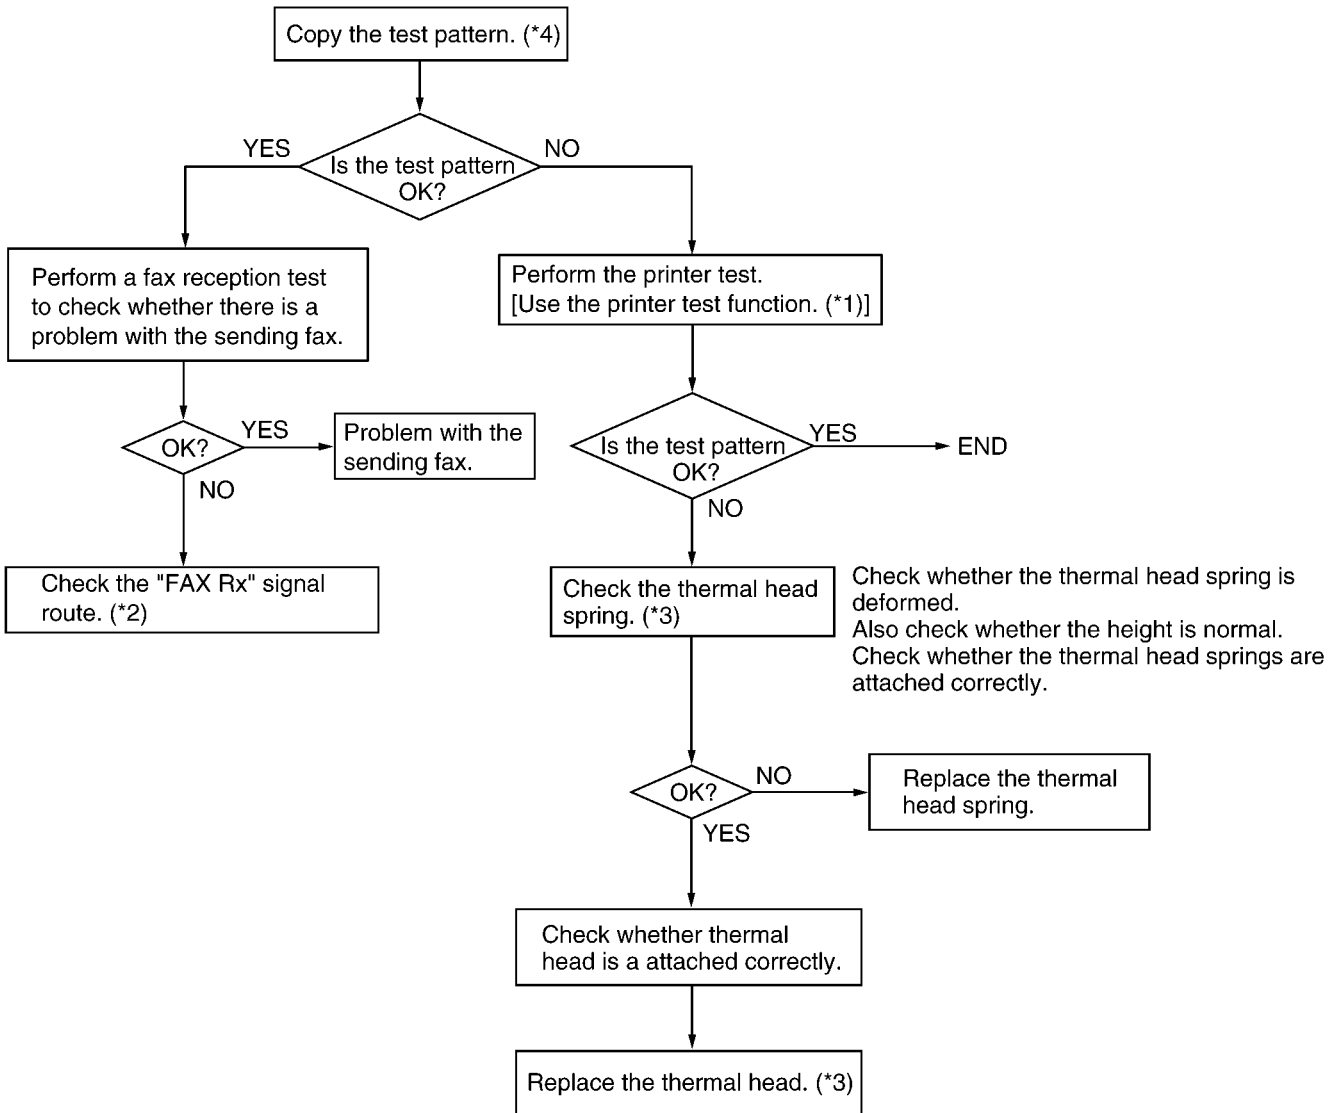 Copy the test pattern. (*4)
YES
NO
Is the test pattern
OK?
Perform a fax reception test
to check whether there is a
problem with the sending fax.
Perform the printer test.
[Use the printer test function. (*1)]
OK?
YES
Problem with the
sending fax.
NO
Is the test pattern
OK?
YES
END
NO
Check the "FAX Rx" signal
route. (*2)
Check the thermal head
spring. (*3)
Check whether the thermal head spring is
deformed.
Also check whether the height is normal.
Check whether the thermal head springs are
attached correctly.
OK?
NO
Replace the thermal
head spring.
YES
Check whether thermal
head is a attached correctly.
Replace the thermal head. (*3)